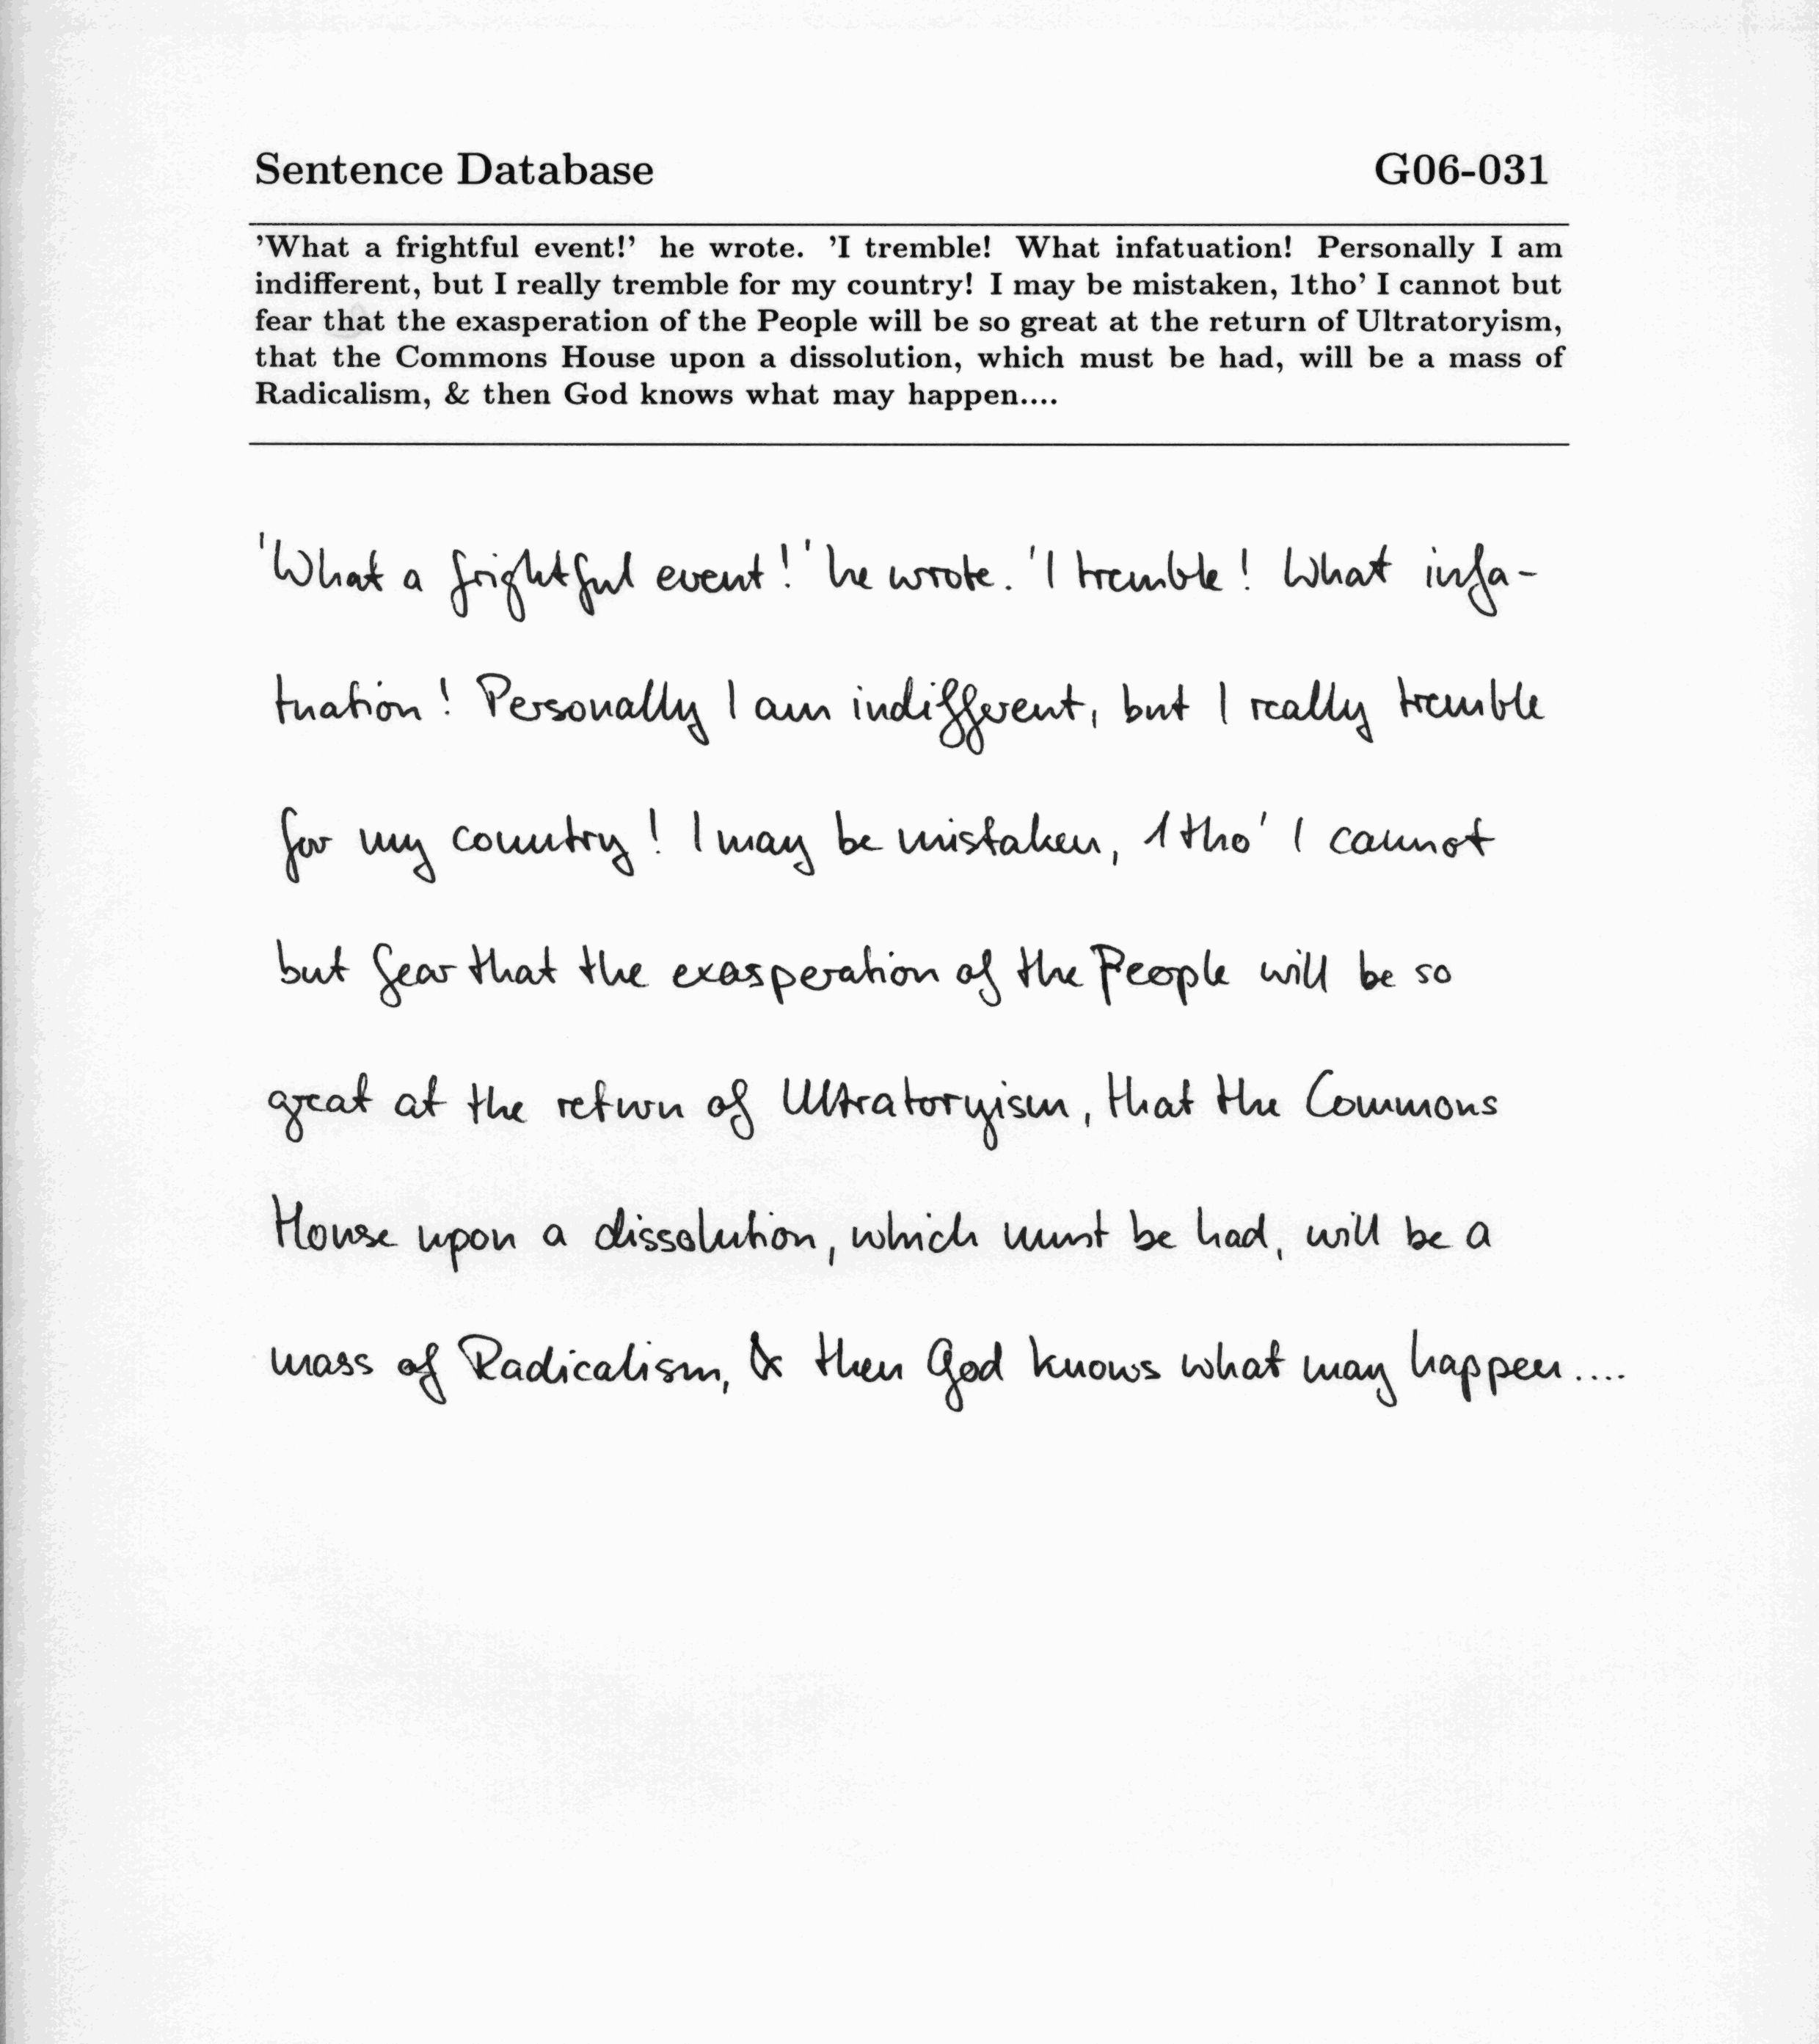 Sentence Database G06-031
'What a frightful event!' he wrote. 'I tremble! What infatuation! Personally I am
indifferent, but I really tremble for my country! I may be mistaken, 1tho' I cannot but
fear that the exasperation of the People will be so great at the return of Ultratoryism,
that the Commons House upon a dissolution, which must be had, will be a mass of
Radicalism, & then God knows what may happen....
'What a frightful event!' he wrote. 'I tremble! What infa-
tuation! Personally I am indifferent, but I really tremble
for my country! I may be mistaken, 1tho' I cannot
but fear that the exasperation of the People will be so
great at the return of Ultratoryism, that the Commons
House upon a dissolution, which must be had, will be a
mass of Radicalism, & then God knows what may happen....